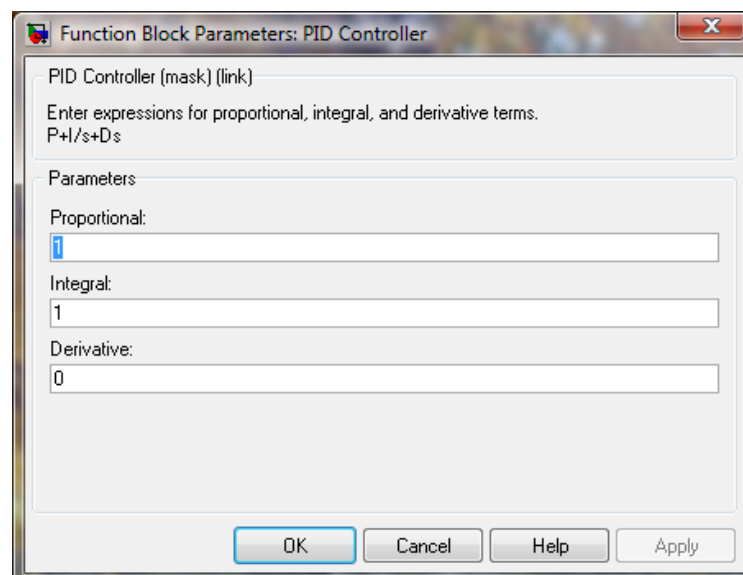 Function Block Parameters: PID Controller
X
PID Controller (mask) (link)
Enter expressions for proportional, integral, and derivative terms.
P+I/s+Ds
Parameters
Proportional:
1
Integral:
1
Derivative:
0
OK Cancel Help Apply